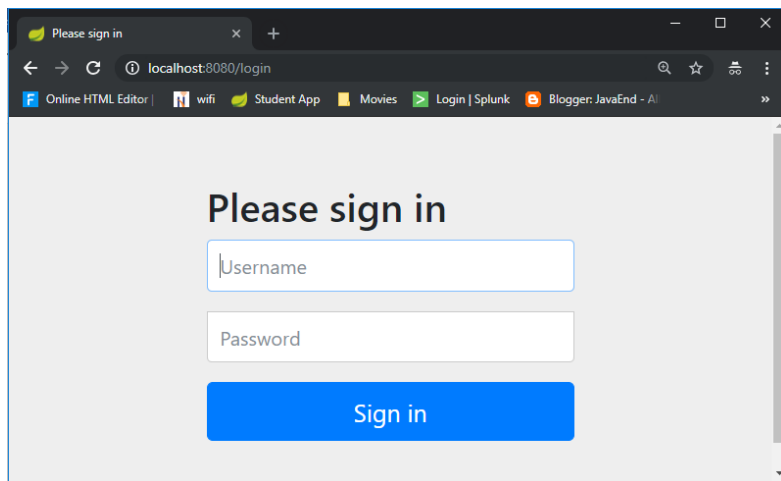 Please sign in
localhost:8080/login
Online HTML Editor | wifi Student App Movies Login | Splunk Blogger: JavaEnd - Al
Please sign in
Username
Password
Sign in